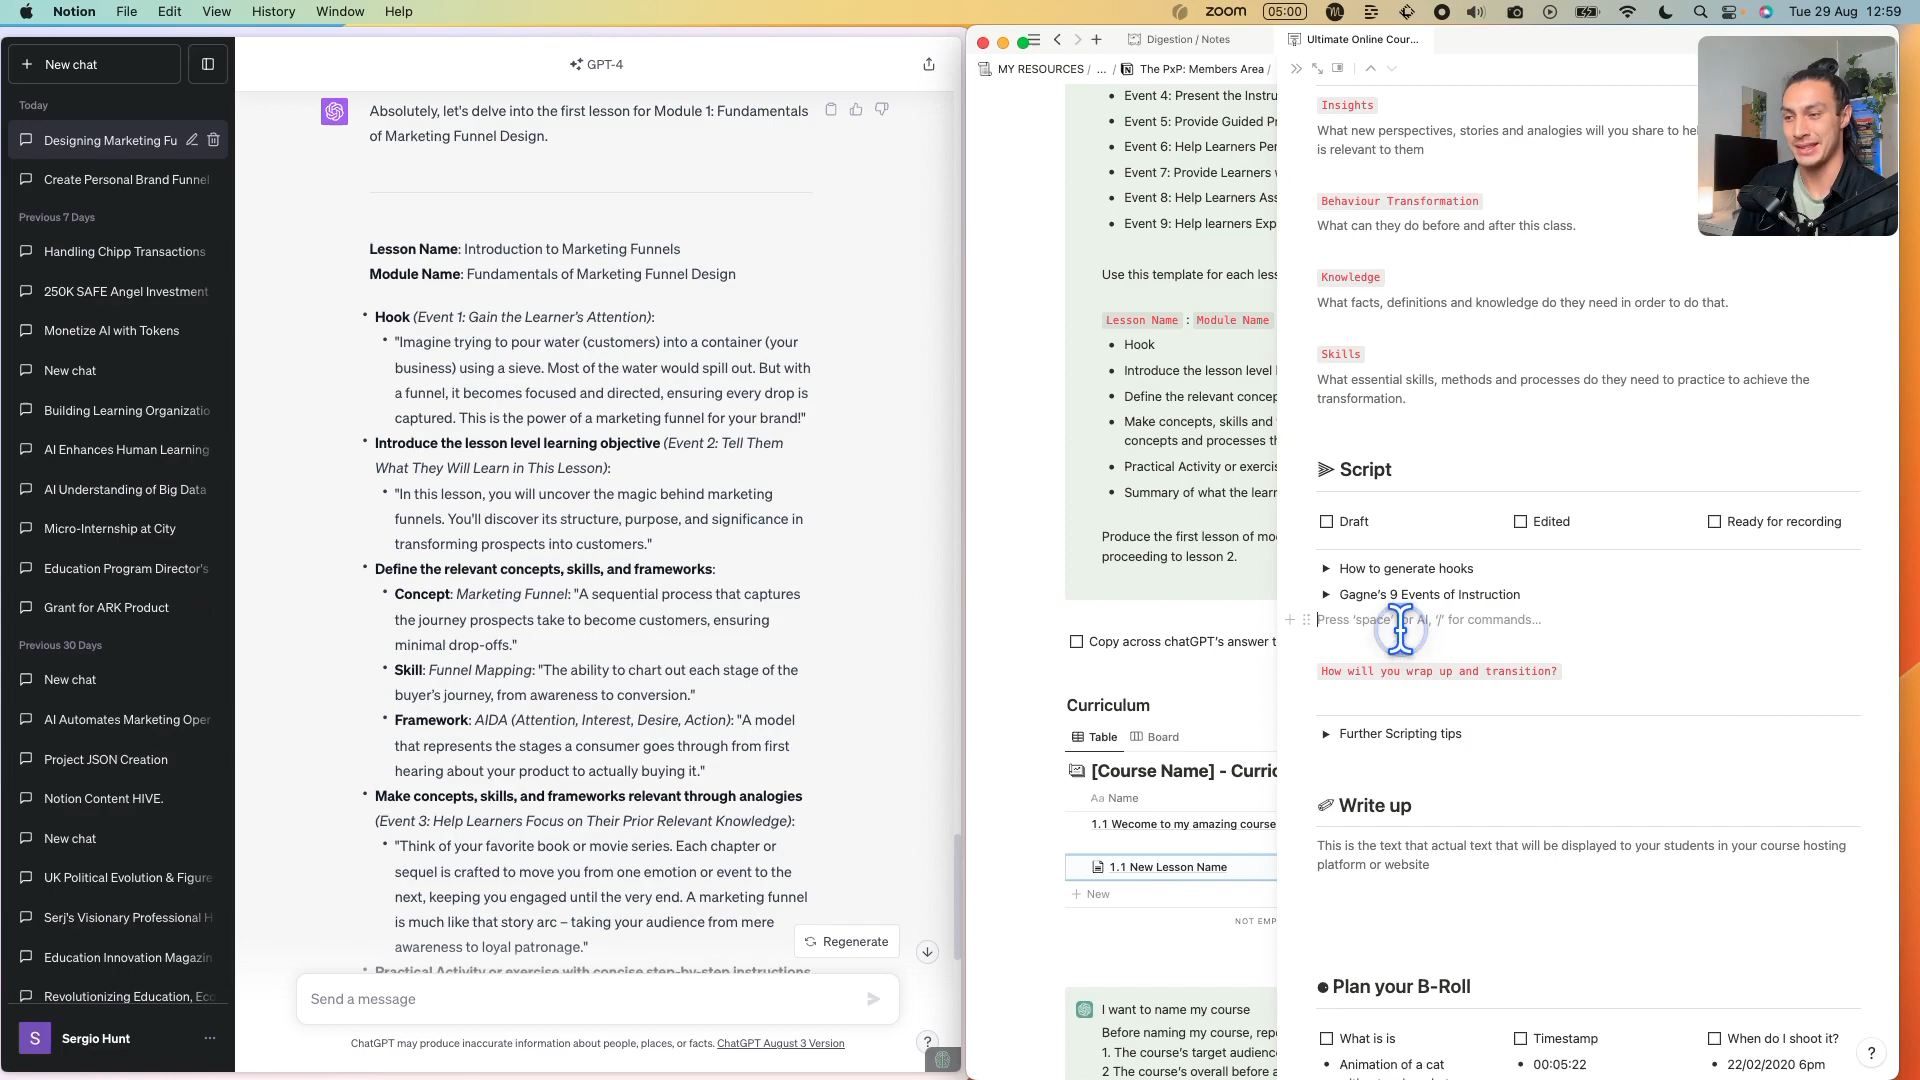 Notion File Edit View History Window Help
zoom 05:00 Tue 29 Aug 12:59
New chat
Today
Designing Marketing Fu
Create Personal Brand Funnel
Previous 7 Days
Handling Chipp Transactions
250K SAFE Angel Investment
Monetize AI with Tokens
New chat
Building Learning Organizatio
AI Enhances Human Learning
AI Understanding of Big Data
Micro-Internship at City
Education Program Director's
Grant for ARK Product
Previous 30 Days
New chat
AI Automates Marketing Oper
Project JSON Creation
Notion Content HIVE.
New chat
UK Political Evolution & Figure
Serj's Visionary Professional H
Education Innovation Magazin
Revolutionizing Education, Eco
S Sergio Hunt
GPT-4
Absolutely, let's delve into the first lesson for Module 1: Fundamentals
of Marketing Funnel Design.
Lesson Name: Introduction to Marketing Funnels
Module Name: Fundamentals of Marketing Funnel Design
Hook (Event 1: Gain the Learner's Attention):
"Imagine trying to pour water (customers) into a container (your
business) using a sieve. Most of the water would spill out. But with
a funnel, it becomes focused and directed, ensuring every drop is
captured. This is the power of a marketing funnel for your brand!"
Introduce the lesson level learning objective (Event 2: Tell Them
What They Will Learn in This Lesson):
"In this lesson, you will uncover the magic behind marketing
funnels. You'll discover its structure, purpose, and significance in
transforming prospects into customers."
Define the relevant concepts, skills, and frameworks:
Concept: Marketing Funnel: "A sequential process that captures
the journey prospects take to become customers, ensuring
minimal drop-offs."
Skill: Funnel Mapping: "The ability to chart out each stage of the
buyer's journey, from awareness to conversion."
Framework: AIDA (Attention, Interest, Desire, Action): "A model
that represents the stages a consumer goes through from first
hearing about your product to actually buying it."
Make concepts, skills, and frameworks relevant through analogies
(Event 3: Help Learners Focus on Their Prior Relevant Knowledge):
"Think of your favorite book or movie series. Each chapter or
sequel is crafted to move you from one emotion or event to the
next, keeping you engaged until the very end. A marketing funnel
is much like that story arc – taking your audience from mere
awareness to loyal patronage."
Practical Activity or exercise with concise step-by-step instructions
Regenerate
Send a message
ChatGPT may produce inaccurate information about people, places, or facts. ChatGPT August 3 Version
?
Digestion / Notes
Ultimate Online Cour...
MY RESOURCES / ... / The PxP: Members Area /
Event 4: Present the Instru
Event 5: Provide Guided Pr
Event 6: Help Learners Per
Event 7: Provide Learners
Event 8: Help Learners Ass
Event 9: Help learners Exp
Use this template for each less
Lesson Name : Module Name
Hook
Introduce the lesson level
Define the relevant concep
Make concepts, skills and
concepts and processes th
Practical Activity or exercis
Summary of what the learn
Produce the first lesson of mo
proceeding to lesson 2.
Copy across chatGPT's answer t
Curriculum
Table Board
[Course Name] - Curric
Aa Name
1.1 Wecome to my amazing course
1.1 New Lesson Name
+ New
NOT EMP
I want to name my course
Before naming my course, repe
1. The course's target audience
2 The course's overall before a
Insights
What new perspectives, stories and analogies will you share to hel
is relevant to them
Behaviour Transformation
What can they do before and after this class.
Knowledge
What facts, definitions and knowledge do they need in order to do that.
Skills
What essential skills, methods and processes do they need to practice to achieve the
transformation.
Script
Draft Edited Ready for recording
How to generate hooks
Gagne's 9 Events of Instruction
Press 'space' for AI, '/' for commands...
How will you wrap up and transition?
Further Scripting tips
Write up
This is the text that actual text that will be displayed to your students in your course hosting
platform or website
Plan your B-Roll
What is is Timestamp When do I shoot it?
Animation of a cat 00:05:22 22/02/2020 6pm
?